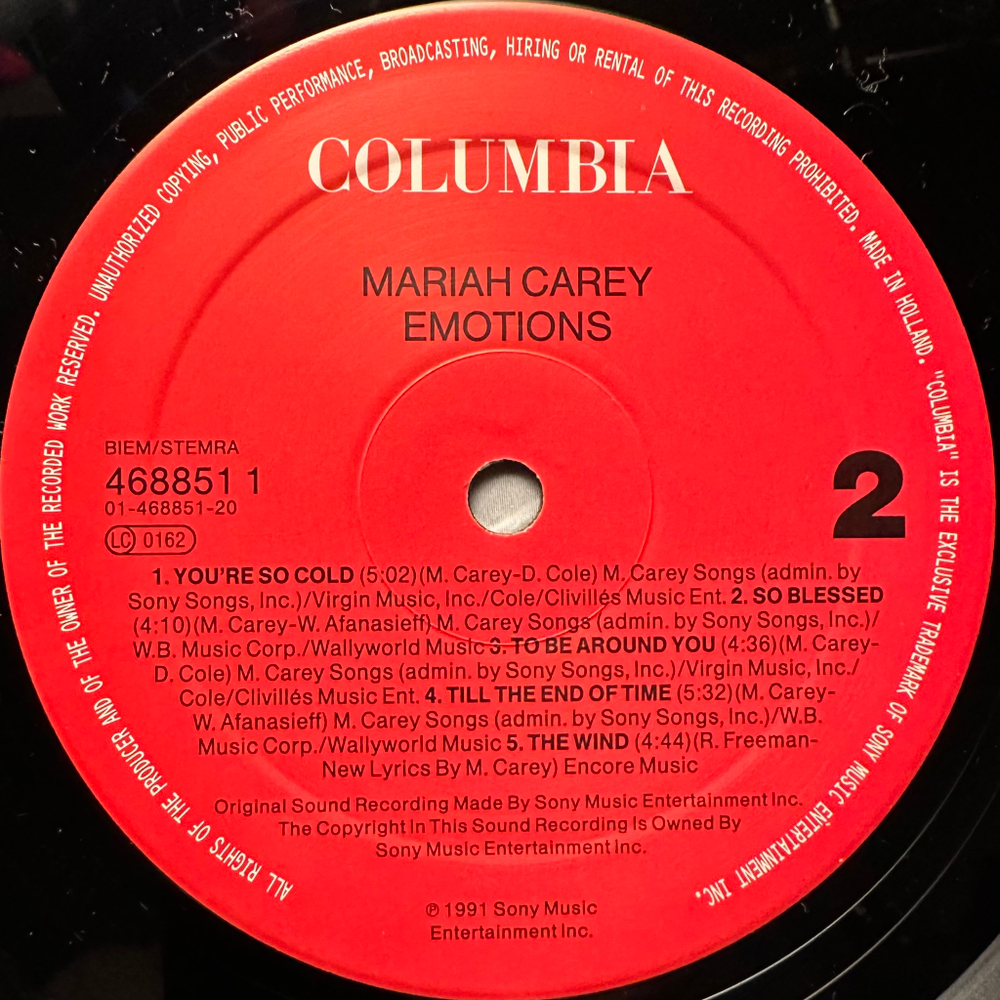 ALL RIGHTS OF THE PRODUCER AND OF THE OWNER OF THE RECORDED WORK RESERVED. UNAUTHORIZED COPYING, PUBLIC PERFORMANCE, BROADCASTING, HIRING OR RENTAL OF THIS RECORDING PROHIBITED. MADE IN HOLLAND. "COLUMBIA" IS THE EXCLUSIVE TRADEMARK OF SONY MUSIC ENTERTAINMENT INC.
COLUMBIA
MARIAH CAREY
EMOTIONS
BIEM/STEMRA
468851 1
01-468851-20
LC 0162
2
1. YOU'RE SO COLD (5:02)(M. Carey-D. Cole) M. Carey Songs (admin. by
Sony Songs, Inc.)/Virgin Music, Inc./Cole/Clivillés Music Ent. 2. SO BLESSED
(4:10)(M. Carey-W. Afanasieff) M. Carey Songs (admin. by Sony Songs, Inc.)/
W.B. Music Corp./Wallyworld Music 3. TO BE AROUND YOU (4:36)(M. Carey-
D. Cole) M. Carey Songs (admin. by Sony Songs, Inc.)/Virgin Music, Inc./
Cole/Clivillés Music Ent. 4. TILL THE END OF TIME (5:32)(M. Carey-
W. Afanasieff) M. Carey Songs (admin. by Sony Songs, Inc.)/W.B.
Music Corp./Wallyworld Music 5. THE WIND (4:44)(R. Freeman-
New Lyrics By M. Carey) Encore Music
Original Sound Recording Made By Sony Music Entertainment Inc.
The Copyright In This Sound Recording Is Owned By
Sony Music Entertainment Inc.
℗ 1991 Sony Music
Entertainment Inc.